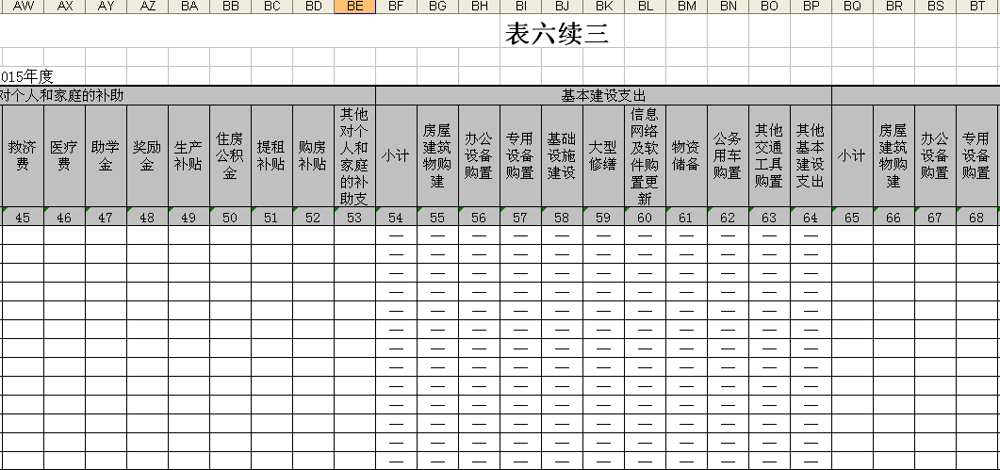 AW AX AY AZ BA BB BC BD BE BF BG BH BI BJ BK BL BM BN BO BP BQ BR BS BT
表六续三
015年度
对个人和家庭的补助 基本建设支出
救济费 医疗费 助学金 奖励金 生产补贴 住房公积金 提租补贴 购房补贴 其他对个人和家庭的补助支 小计 房屋建筑物购建 办公设备购置 专用设备购置 基础设施建设 大型修缮 信息网络及软件购置更新 物资储备 公务用车购置 其他交通工具购置 其他基本建设支出 小计 房屋建筑物购建 办公设备购置 专用设备购置
45 46 47 48 49 50 51 52 53 54 55 56 57 58 59 60 61 62 63 64 65 66 67 68
— — — — — — — — — — —
— — — — — — — — — — —
— — — — — — — — — — —
— — — — — — — — — — —
— — — — — — — — — — —
— — — — — — — — — — —
— — — — — — — — — — —
— — — — — — — — — — —
— — — — — — — — — — —
— — — — — — — — — — —
— — — — — — — — — — —
— — — — — — — — — — —
— — — — — — — — — — —